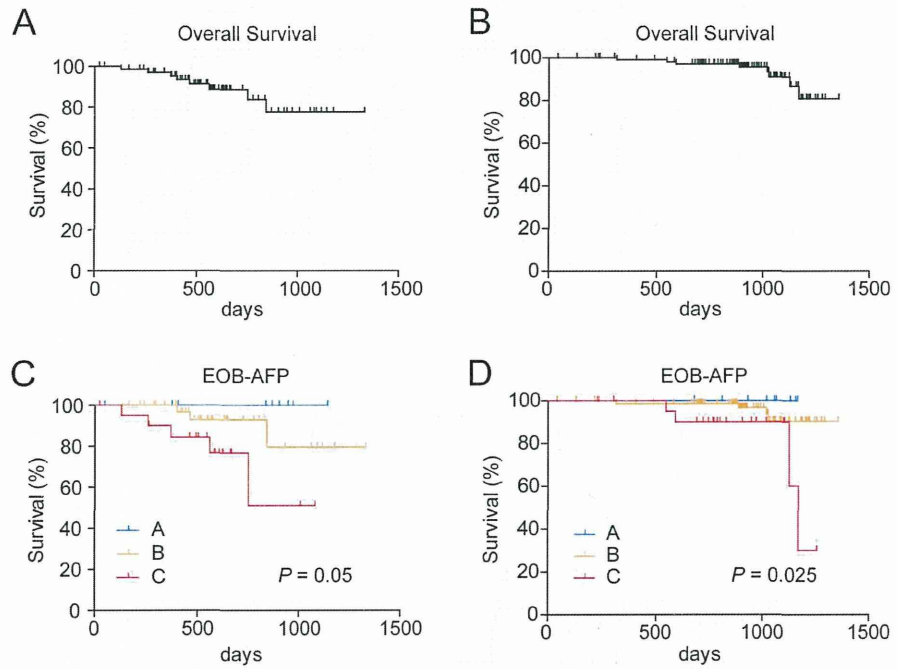 A
Overall Survival
Survival (%)
100
80
60
40
20
0
0 500 1000 1500
days
B
Overall Survival
Survival (%)
100
80
60
40
20
0
0 500 1000 1500
days
C
EOB-AFP
Survival (%)
100
80
60
40
20
0
A
B
C
P = 0.05
0 500 1000 1500
days
D
EOB-AFP
Survival (%)
100
80
60
40
20
0
A
B
C
P = 0.025
0 500 1000 1500
days